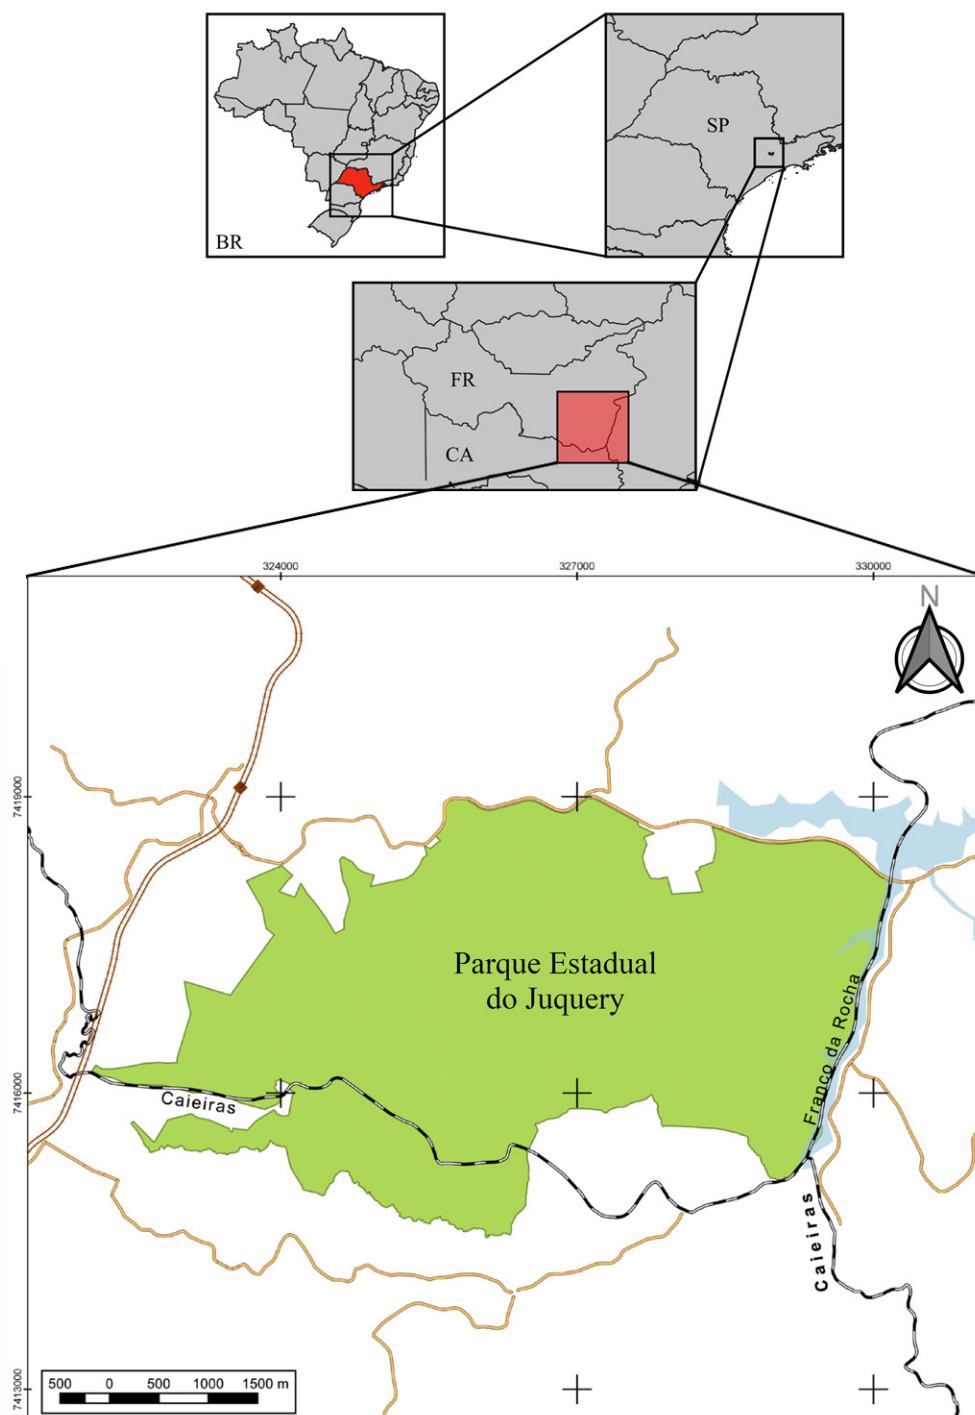 BR
SP
FR
CA
324000
327000
330000
N
7419000
7416000
7413000
Parque Estadual
do Juquery
Franco da Rocha
Caieiras
Caieiras
500 0 500 1000 1500 m